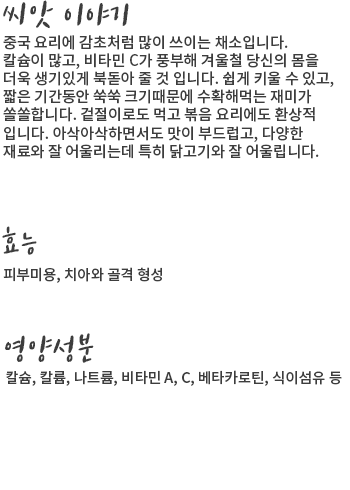 씨앗 이야기
중국 요리에 감초처럼 많이 쓰이는 채소입니다.
칼슘이 많고, 비타민 C가 풍부해 겨울철 당신의 몸을
더욱 생기있게 북돋아 줄 것 입니다. 쉽게 키울 수 있고,
짧은 기간동안 쑥쑥 크기때문에 수확해먹는 재미가
쏠쏠합니다. 겉절이로도 먹고 볶음 요리에도 환상적
입니다. 아삭아삭하면서도 맛이 부드럽고, 다양한
재료와 잘 어울리는데 특히 닭고기와 잘 어울립니다.
효능
피부미용, 치아와 골격 형성
영양성분
칼슘, 칼륨, 나트륨, 비타민 A, C, 베타카로틴, 식이섬유 등